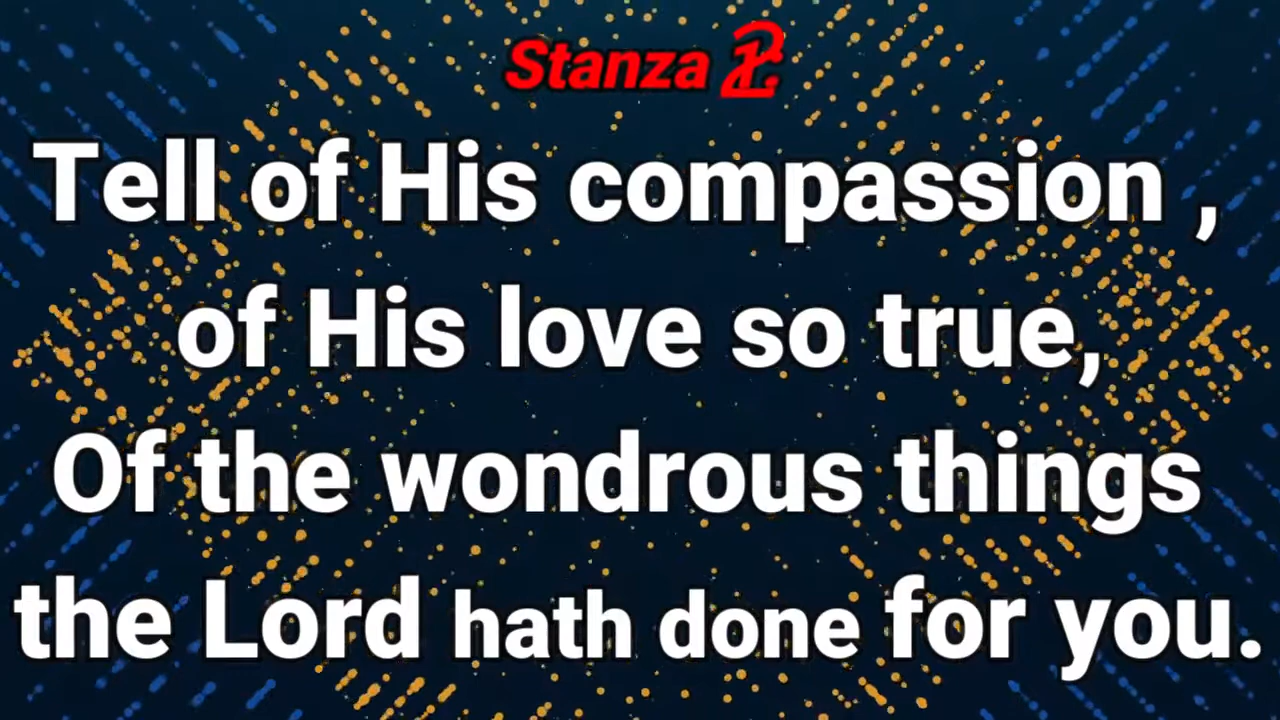 Stanza
Tell of His compassion ,
of His love so true,
Of the wondrous things
the Lord hath done for you.